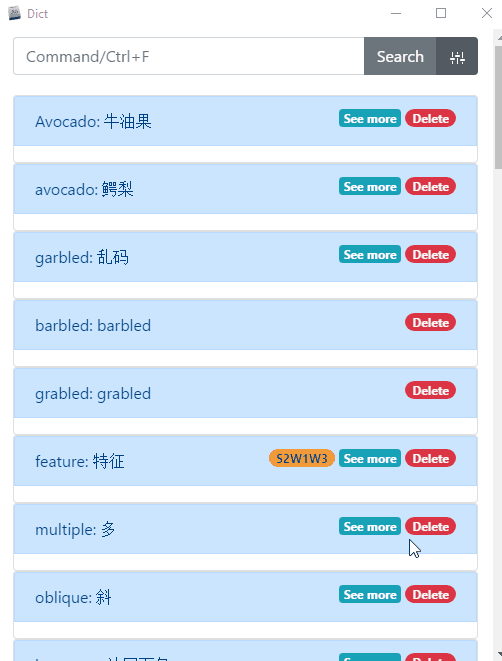 Dict
Command/Ctrl+F Search
Avocado: 牛油果 See more Delete
avocado: 鳄梨 See more Delete
garbled: 乱码 See more Delete
barbled: barbled Delete
grabled: grabled Delete
feature: 特征 S2W1W3 See more Delete
multiple: 多 See more Delete
oblique: 斜 See more Delete
See more Delete